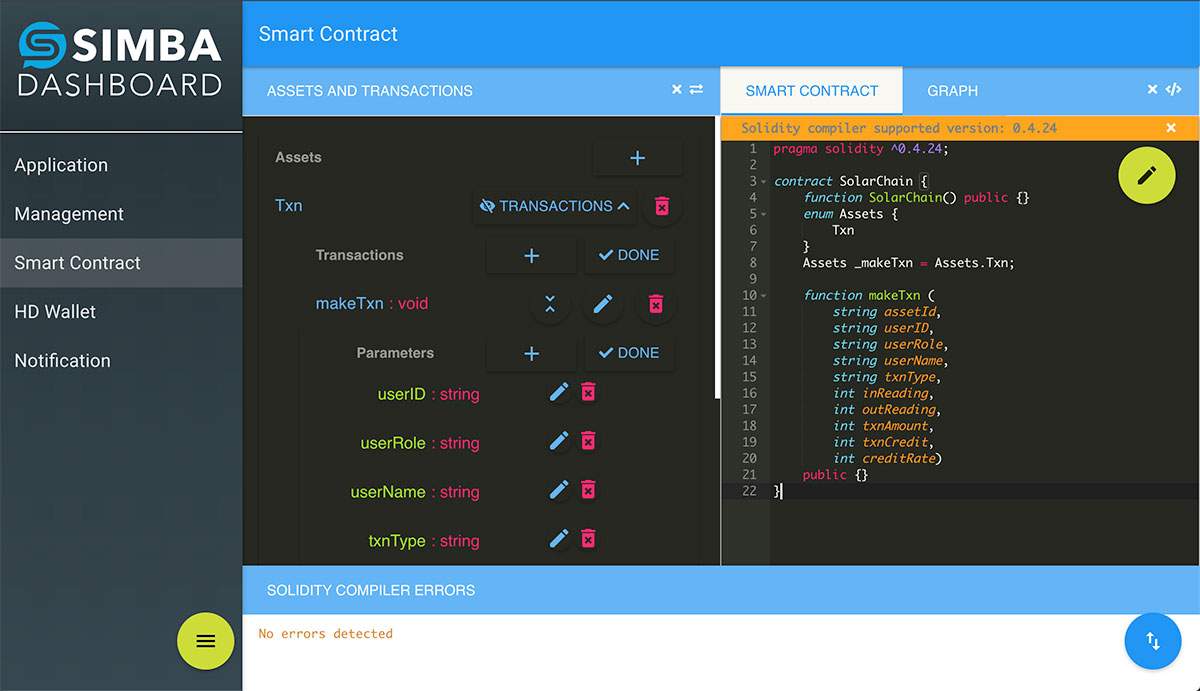 SIMBA
DASHBOARD
Application
Management
Smart Contract
HD Wallet
Notification
Smart Contract
ASSETS AND TRANSACTIONS
Assets
Txn
TRANSACTIONS
Transactions
DONE
makeTxn : void
Parameters
DONE
userID : string
userRole : string
userName : string
txnType : string
SMART CONTRACT
GRAPH
Solidity compiler supported version: 0.4.24
1 pragma solidity ^0.4.24;
2
3 contract SolarChain {
4 function SolarChain() public {}
5 enum Assets {
6 Txn
7 }
8 Assets _makeTxn = Assets.Txn;
9
10 function makeTxn (
11 string assetId,
12 string userID,
13 string userRole,
14 string userName,
15 string txnType,
16 int inReading,
17 int outReading,
18 int txnAmount,
19 int txnCredit,
20 int creditRate)
21 public {}
22 }
SOLIDITY COMPILER ERRORS
No errors detected